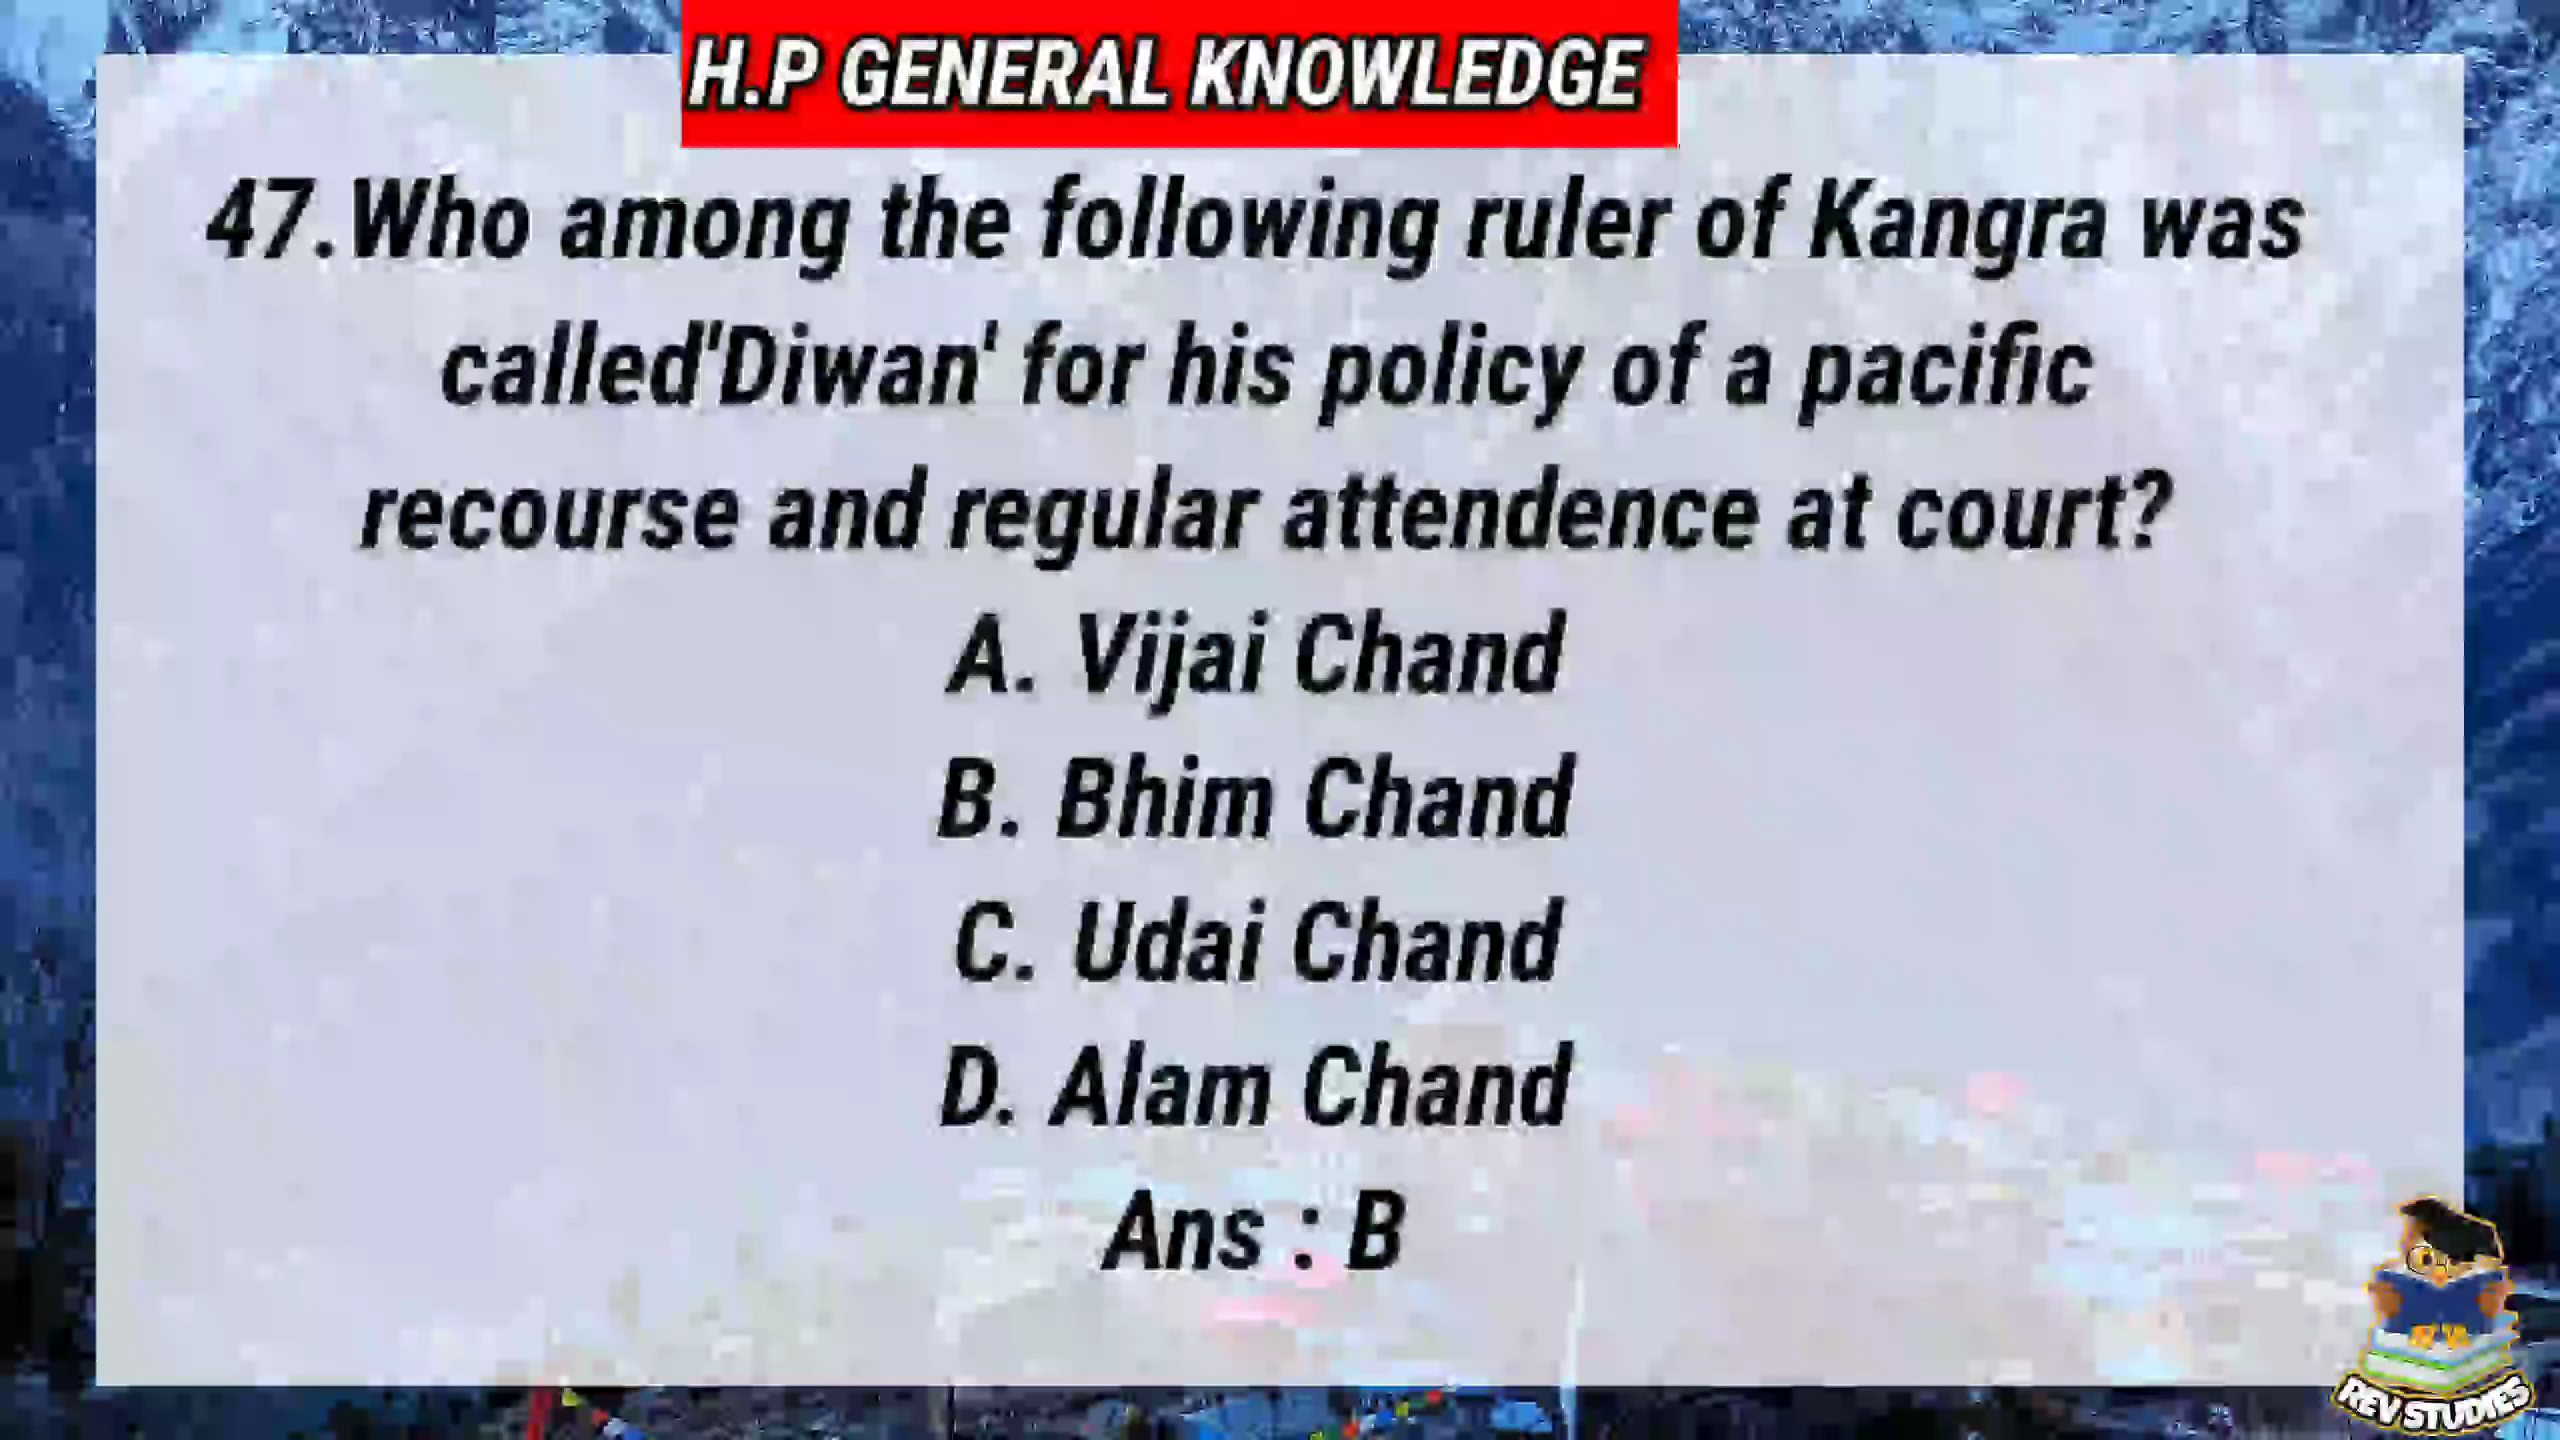 H.P GENERAL KNOWLEDGE
47.Who among the following ruler of Kangra was
called'Diwan' for his policy of a pacific
recourse and regular attendence at court?
A. Vijai Chand
B. Bhim Chand
C. Udai Chand
D. Alam Chand
Ans : B
REV STUDIES